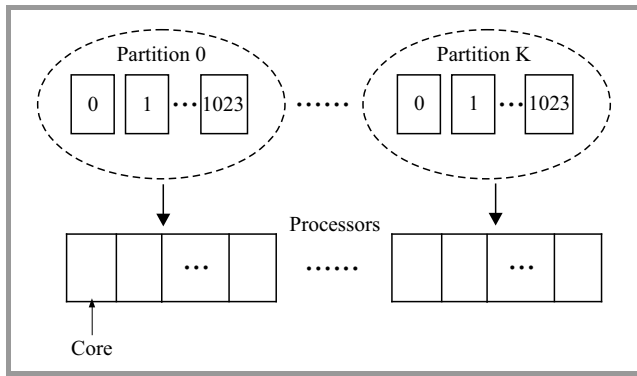 Partition 0
Partition K
0 1 ... 1023 ...... 0 1 ... 1023
Processors
... ...... ...
Core